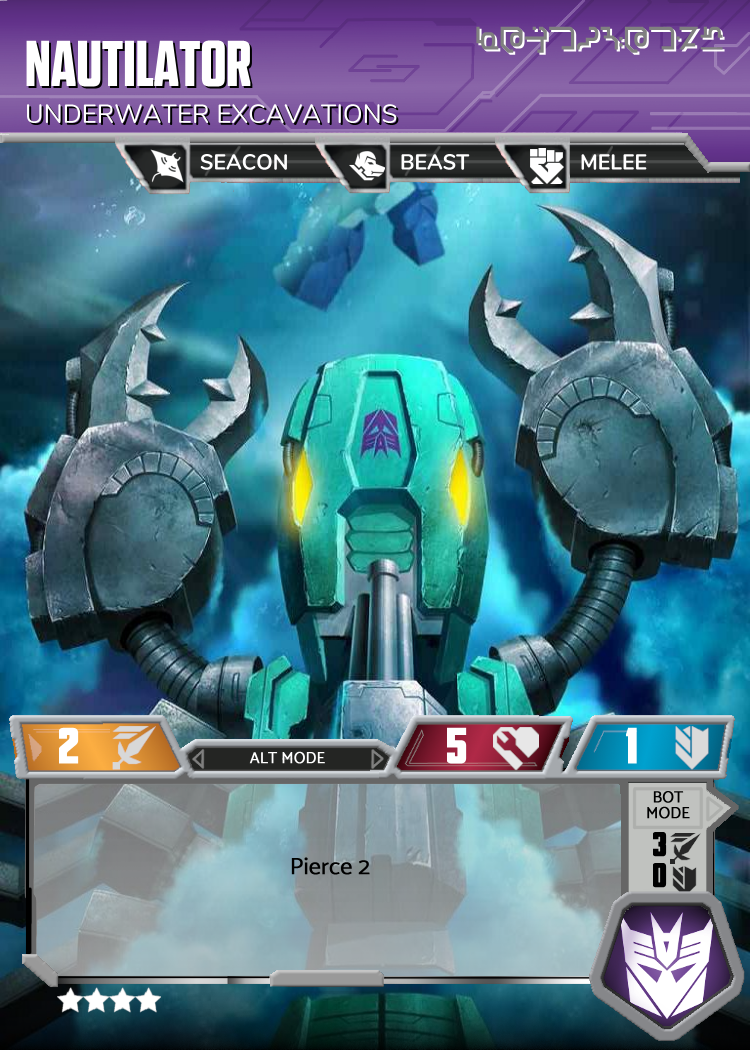 NAUTILATOR
UNDERWATER EXCAVATIONS
SEACON BEAST MELEE
2 ALT MODE 5 1
BOT
MODE
3
0
Pierce 2